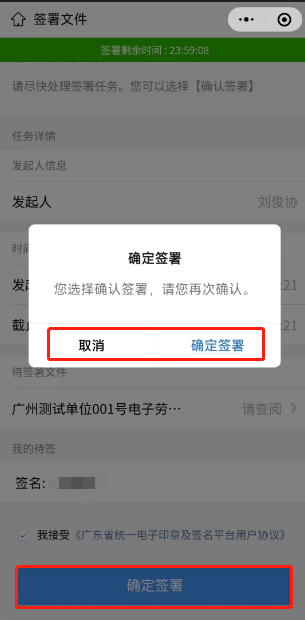 签署文件
签署剩余时间 : 23:59:08
请尽快处理签署任务。您可以选择【确认签署】
任务详情
发起人信息
发起人 刘俊协
确定签署
您选择确认签署，请您再次确认。
取消 确定签署
待签署文件
广州测试单位001号电子劳… 请查阅
我的待签
签名:
我接受《广东省统一电子印章及签名平台用户协议》
确定签署